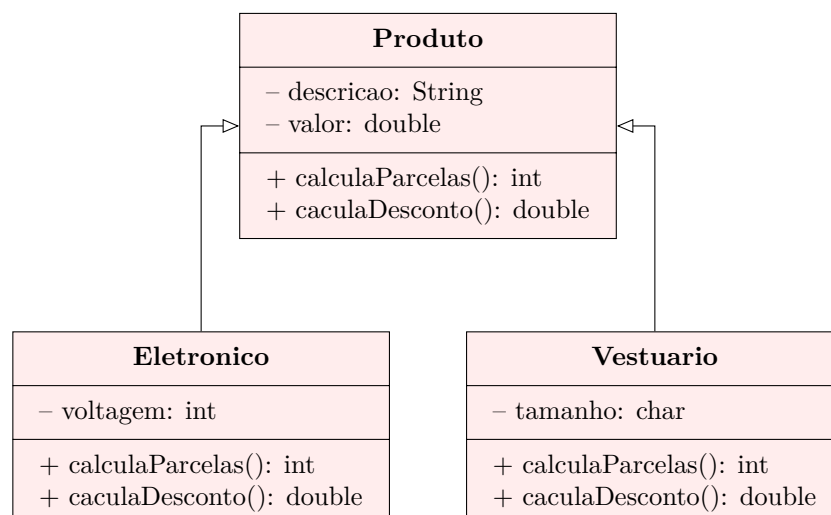 Produto
– descricao: String
– valor: double
+ calculaParcelas(): int
+ caculaDesconto(): double
Eletronico
– voltagem: int
+ calculaParcelas(): int
+ caculaDesconto(): double
Vestuario
– tamanho: char
+ calculaParcelas(): int
+ caculaDesconto(): double